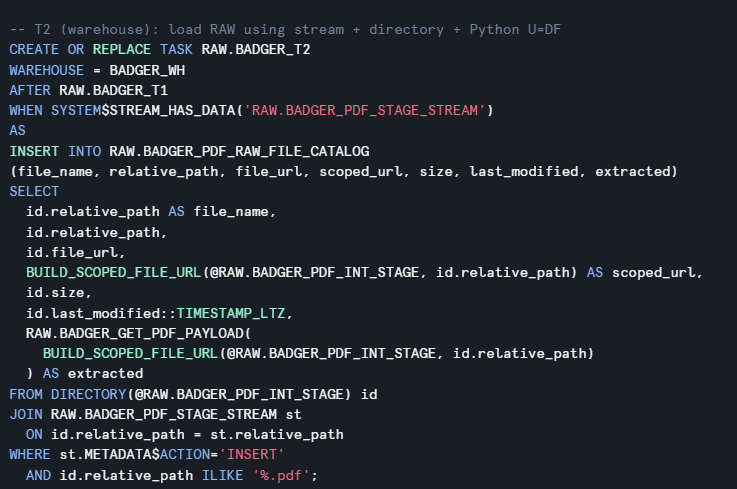 -- T2 (warehouse): load RAW using stream + directory + Python U=DF
CREATE OR REPLACE TASK RAW.BADGER_T2
WAREHOUSE = BADGER_WH
AFTER RAW.BADGER_T1
WHEN SYSTEM$STREAM_HAS_DATA('RAW.BADGER_PDF_STAGE_STREAM')
AS
INSERT INTO RAW.BADGER_PDF_RAW_FILE_CATALOG
(file_name, relative_path, file_url, scoped_url, size, last_modified, extracted)
SELECT
  id.relative_path AS file_name,
  id.relative_path,
  id.file_url,
  BUILD_SCOPED_FILE_URL(@RAW.BADGER_PDF_INT_STAGE, id.relative_path) AS scoped_url,
  id.size,
  id.last_modified::TIMESTAMP_LTZ,
  RAW.BADGER_GET_PDF_PAYLOAD(
    BUILD_SCOPED_FILE_URL(@RAW.BADGER_PDF_INT_STAGE, id.relative_path)
  ) AS extracted
FROM DIRECTORY(@RAW.BADGER_PDF_INT_STAGE) id
JOIN RAW.BADGER_PDF_STAGE_STREAM st
  ON id.relative_path = st.relative_path
WHERE st.METADATA$ACTION='INSERT'
  AND id.relative_path ILIKE '%.pdf';